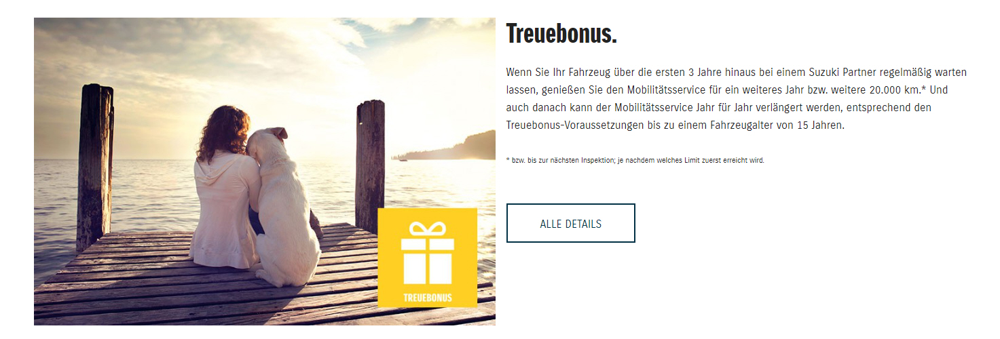 Treuebonus.
Wenn Sie Ihr Fahrzeug über die ersten 3 Jahre hinaus bei einem Suzuki Partner regelmäßig warten
lassen, genießen Sie den Mobilitätsservice für ein weiteres Jahr bzw. weitere 20.000 km.* Und
auch danach kann der Mobilitätsservice Jahr für Jahr verlängert werden, entsprechend den
Treuebonus-Voraussetzungen bis zu einem Fahrzeugalter von 15 Jahren.
* bzw. bis zur nächsten Inspektion; je nachdem welches Limit zuerst erreicht wird.
ALLE DETAILS
TREUEBONUS